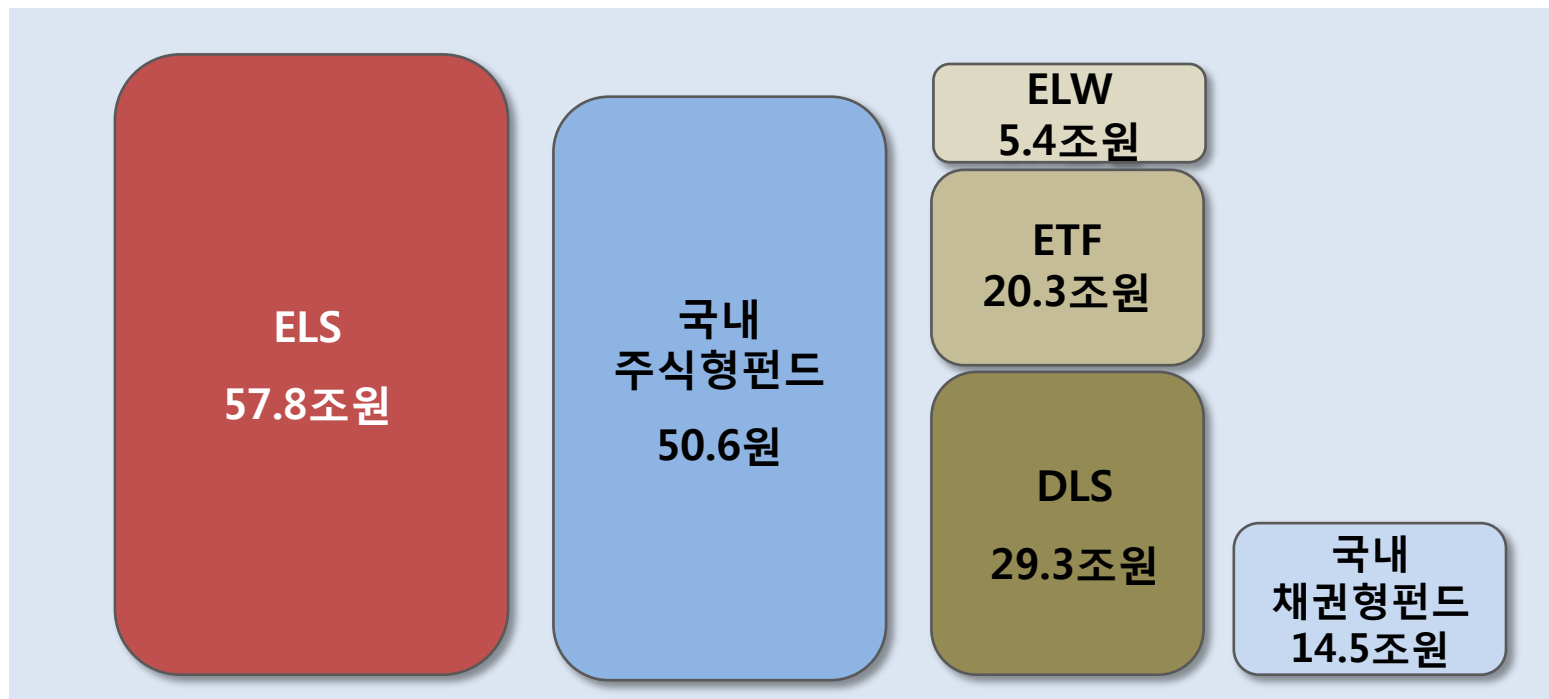 ELS
57.8조원
국내
주식형펀드
50.6원
ELW
5.4조원
ETF
20.3조원
DLS
29.3조원
국내
채권형펀드
14.5조원